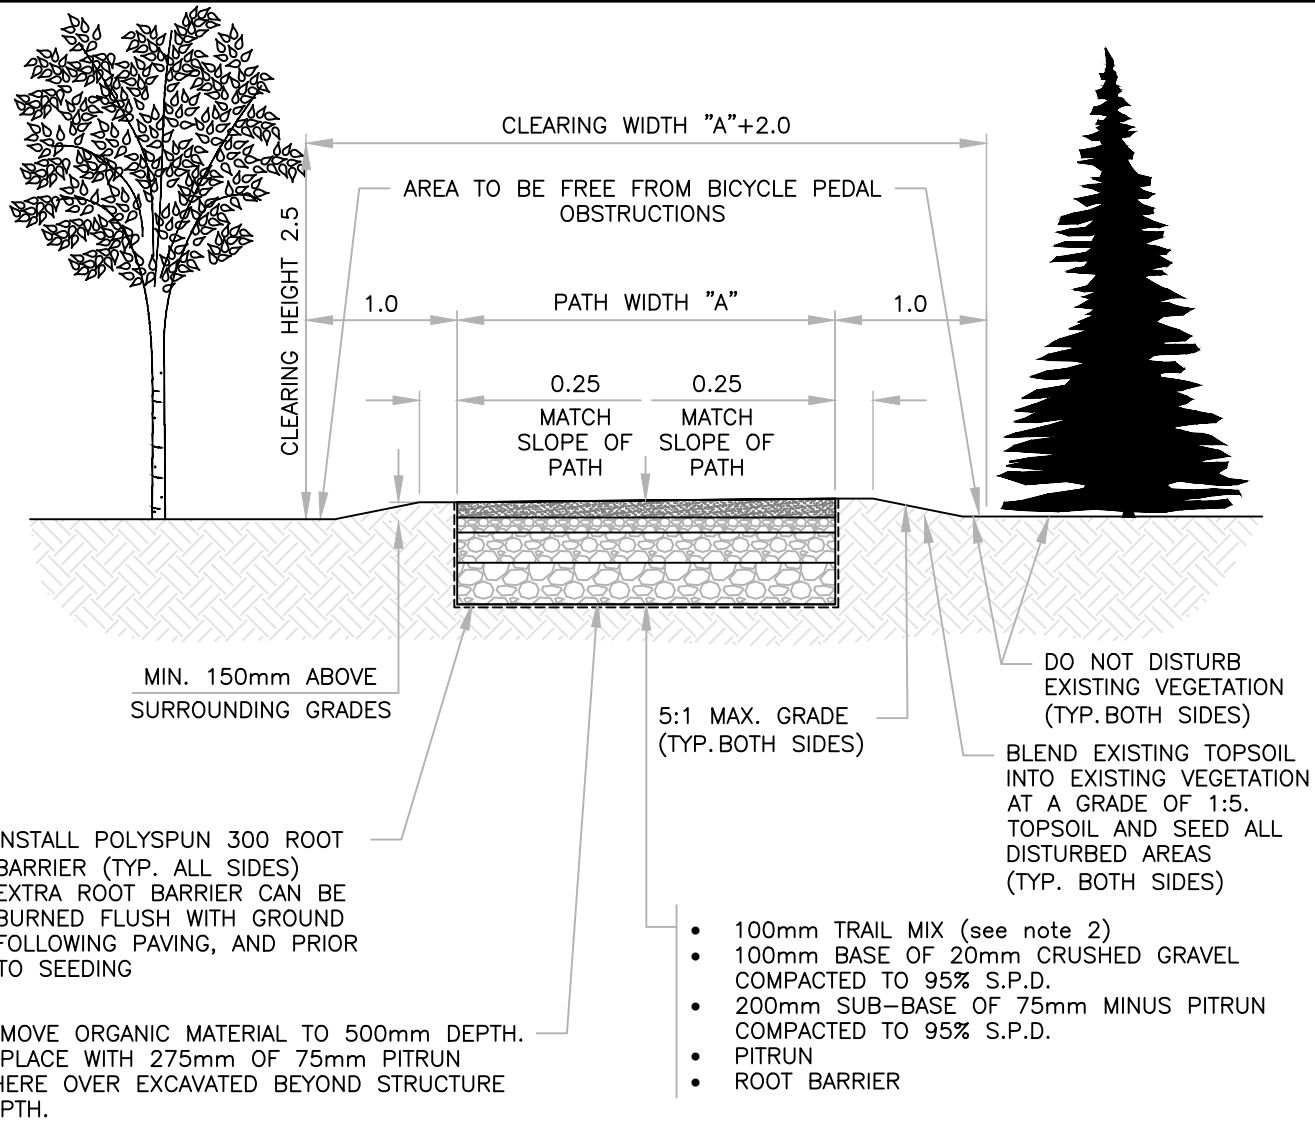 CLEARING WIDTH "A"+2.0
AREA TO BE FREE FROM BICYCLE PEDAL
OBSTRUCTIONS
CLEARING HEIGHT 2.5
1.0
PATH WIDTH "A"
1.0
0.25
MATCH
SLOPE OF
PATH
0.25
MATCH
SLOPE OF
PATH
MIN. 150mm ABOVE
SURROUNDING GRADES
5:1 MAX. GRADE
(TYP.BOTH SIDES)
DO NOT DISTURB
EXISTING VEGETATION
(TYP.BOTH SIDES)
BLEND EXISTING TOPSOIL
INTO EXISTING VEGETATION
AT A GRADE OF 1:5.
TOPSOIL AND SEED ALL
DISTURBED AREAS
(TYP. BOTH SIDES)
NSTALL POLYSPUN 300 ROOT
BARRIER (TYP. ALL SIDES)
EXTRA ROOT BARRIER CAN BE
BURNED FLUSH WITH GROUND
FOLLOWING PAVING, AND PRIOR
TO SEEDING
MOVE ORGANIC MATERIAL TO 500mm DEPTH.
PLACE WITH 275mm OF 75mm PITRUN
HERE OVER EXCAVATED BEYOND STRUCTURE
PTH.
• 100mm TRAIL MIX (see note 2)
• 100mm BASE OF 20mm CRUSHED GRAVEL
COMPACTED TO 95% S.P.D.
• 200mm SUB-BASE OF 75mm MINUS PITRUN
COMPACTED TO 95% S.P.D.
• PITRUN
• ROOT BARRIER